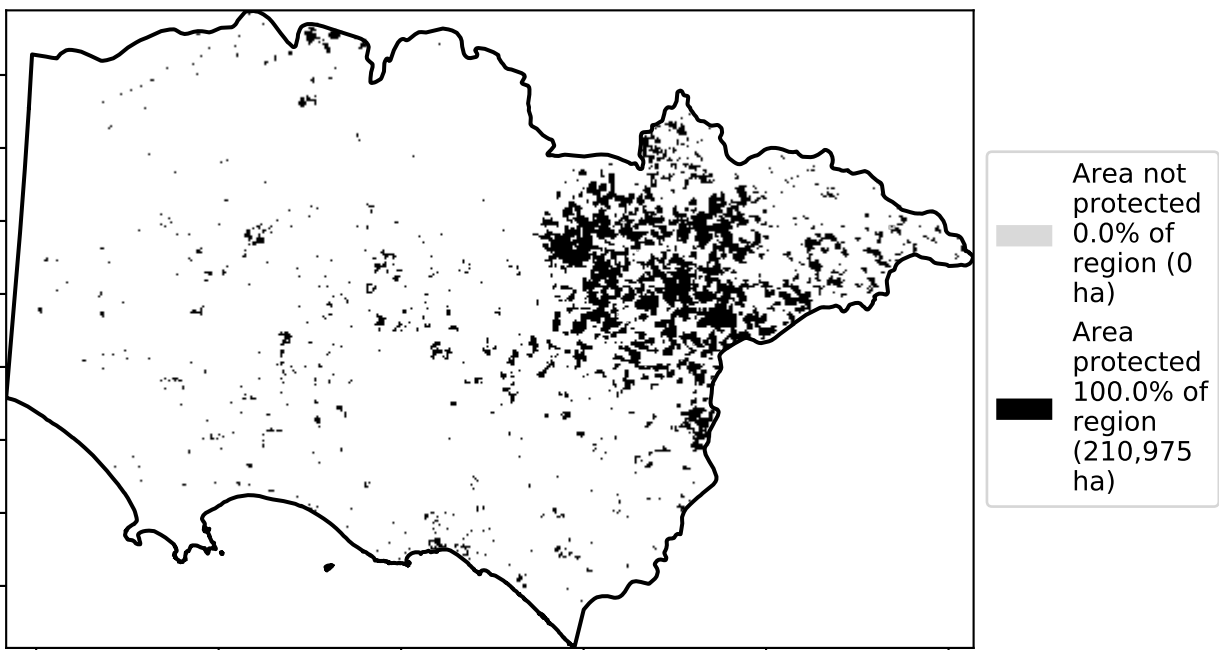 Area not
protected
0.0% of
region (0
ha)
Area
protected
100.0% of
region
(210,975
ha)